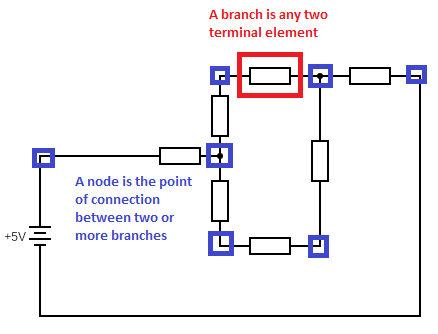 A branch is any two
terminal element
A node is the point
of connection
between two or
more branches
+5V